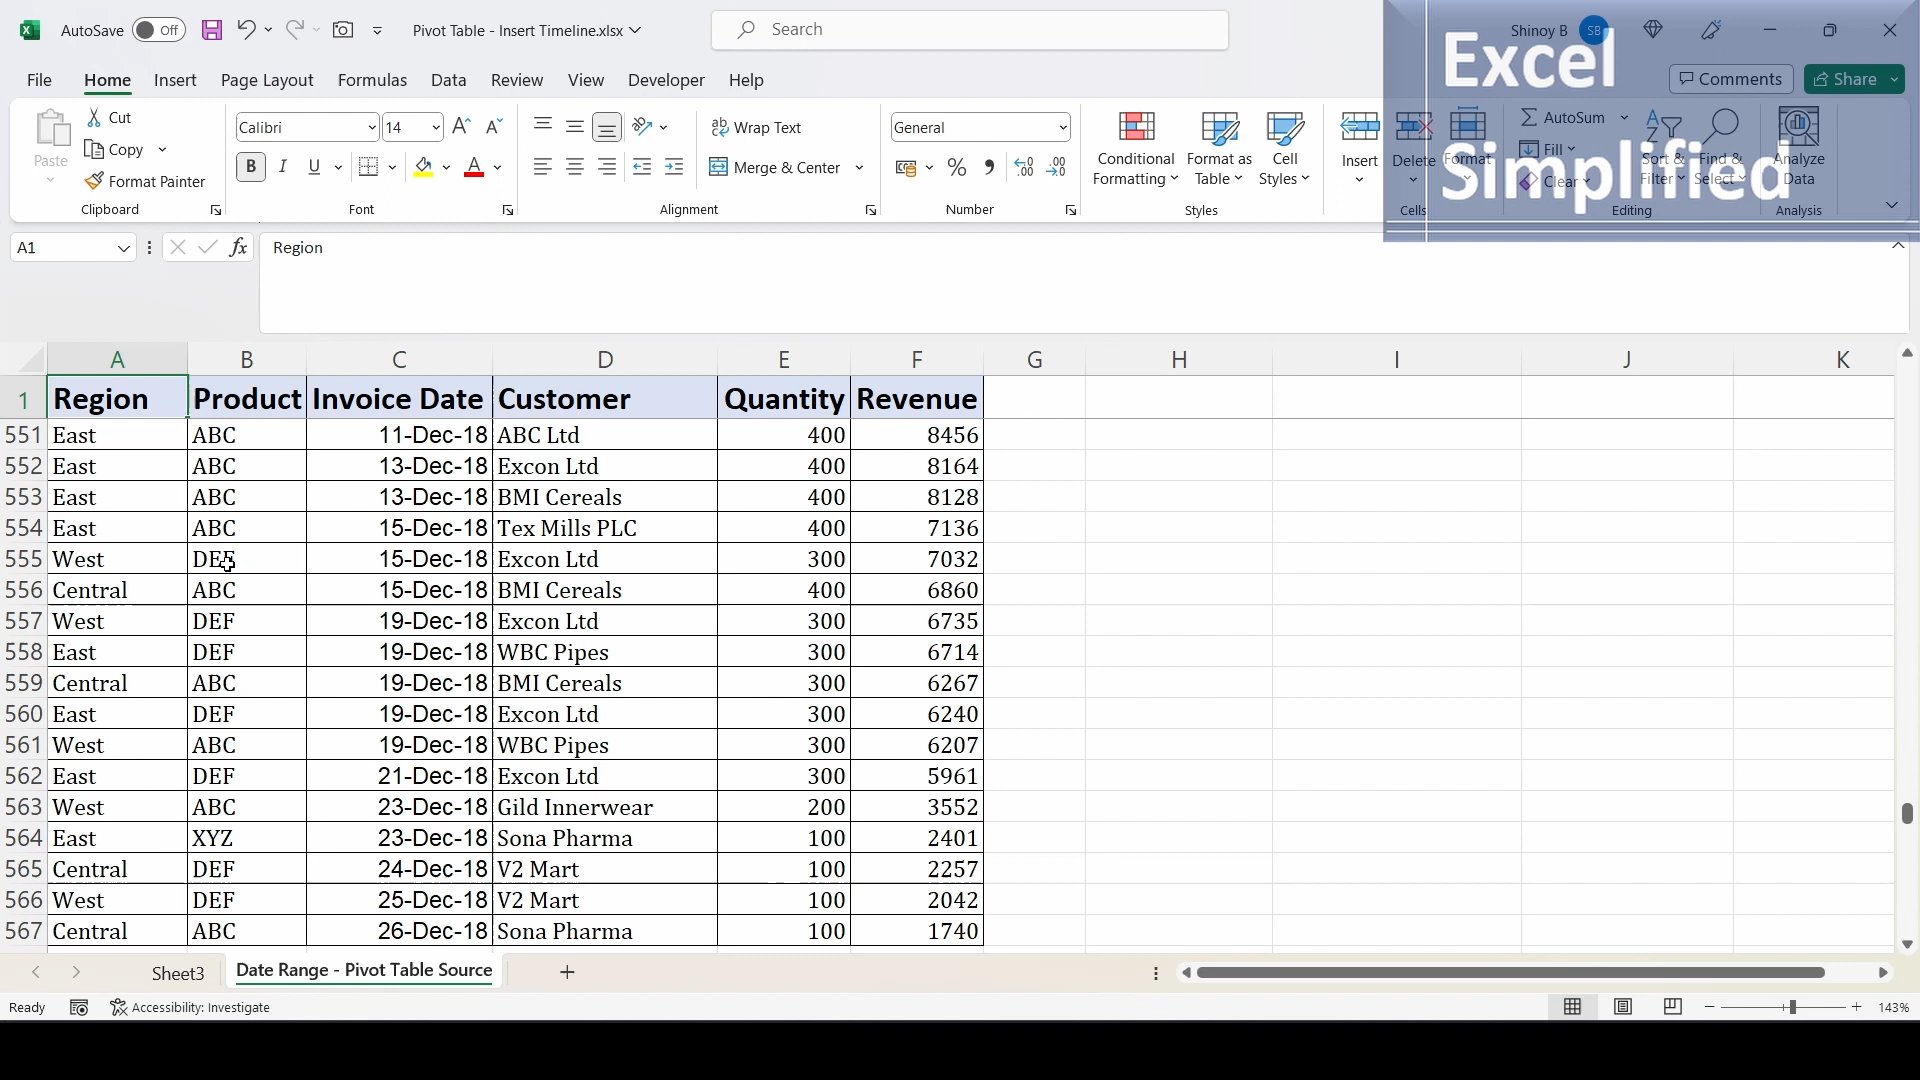 AutoSave Off Pivot Table - Insert Timeline.xlsx Search Shinoy B SB
File Home Insert Page Layout Formulas Data Review View Developer Help Comments Share
Excel
Simplified
Paste Cut Copy Format Painter
Clipboard
Calibri 14
B I U A
Font
Wrap Text
Merge & Center
Alignment
General
Number
Conditional
Formatting
Format as
Table
Cell
Styles
Styles
Insert Delete Format
Cells
AutoSum
Fill
Clear
Sort &
Filter
Find &
Select
Editing
Analyze
Data
Analysis
A1 fx Region
A B C D E F G H I J K
1 Region Product Invoice Date Customer Quantity Revenue
551 East ABC 11-Dec-18 ABC Ltd 400 8456
552 East ABC 13-Dec-18 Excon Ltd 400 8164
553 East ABC 13-Dec-18 BMI Cereals 400 8128
554 East ABC 15-Dec-18 Tex Mills PLC 400 7136
555 West DEF 15-Dec-18 Excon Ltd 300 7032
556 Central ABC 15-Dec-18 BMI Cereals 400 6860
557 West DEF 19-Dec-18 Excon Ltd 300 6735
558 East DEF 19-Dec-18 WBC Pipes 300 6714
559 Central ABC 19-Dec-18 BMI Cereals 300 6267
560 East DEF 19-Dec-18 Excon Ltd 300 6240
561 West ABC 19-Dec-18 WBC Pipes 300 6207
562 East DEF 21-Dec-18 Excon Ltd 300 5961
563 West ABC 23-Dec-18 Gild Innerwear 200 3552
564 East XYZ 23-Dec-18 Sona Pharma 100 2401
565 Central DEF 24-Dec-18 V2 Mart 100 2257
566 West DEF 25-Dec-18 V2 Mart 100 2042
567 Central ABC 26-Dec-18 Sona Pharma 100 1740
Sheet3 Date Range - Pivot Table Source
Ready Accessibility: Investigate 143%